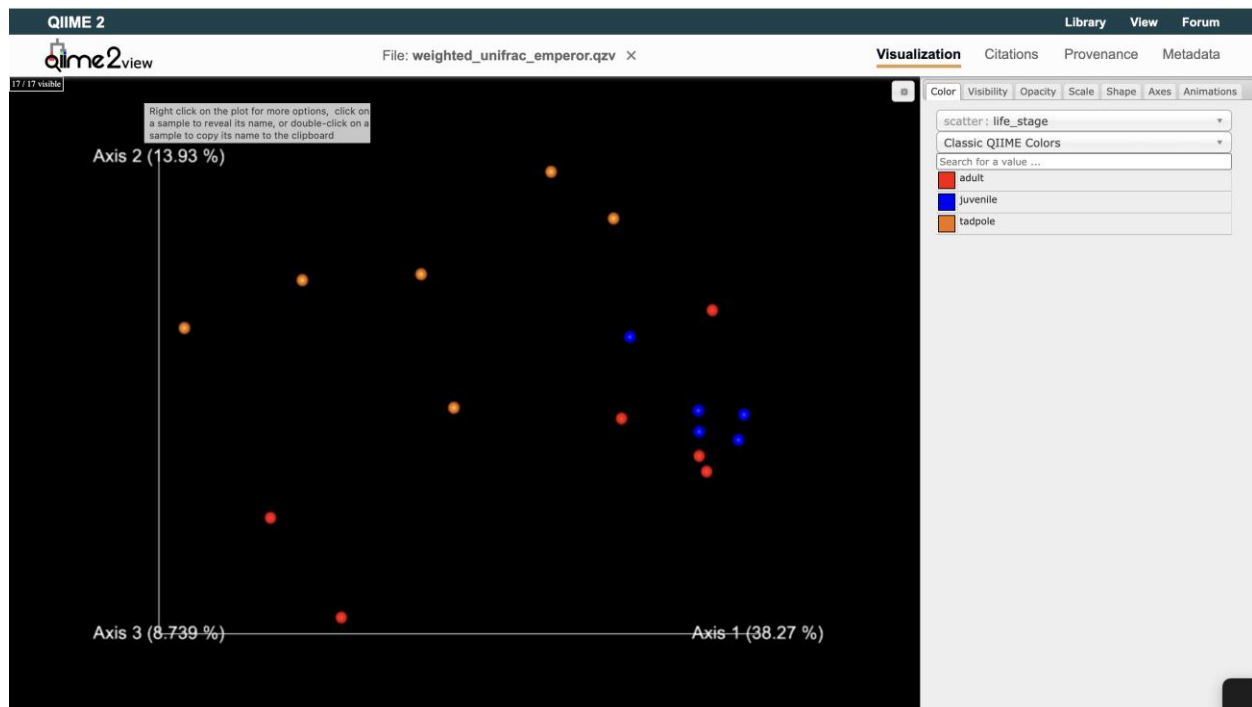 QIIME 2
Library View Forum
qiime2view
File: weighted_unifrac_emperor.qzv ×
Visualization Citations Provenance Metadata
17 / 17 visible
Color Visibility Opacity Scale Shape Axes Animations
Right click on the plot for more options, click on
a sample to reveal its name, or double-click on a
sample to copy its name to the clipboard
scatter: life_stage
Classic QIIME Colors
Search for a value ...
adult
juvenile
tadpole
Axis 2 (13.93 %)
Axis 3 (8.739 %)
Axis 1 (38.27 %)